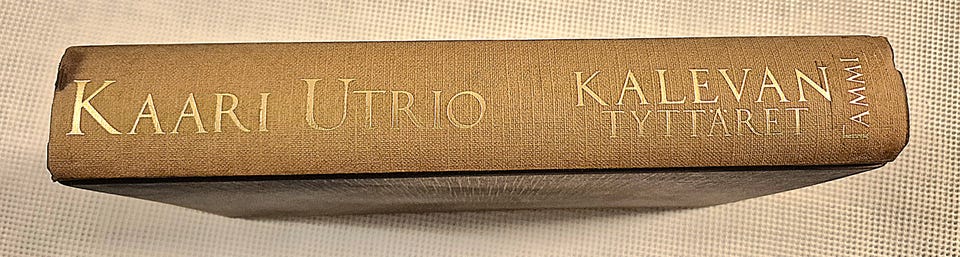 KAARI UTRIO
KALEVAN
TYTTÄRET
TAMMI